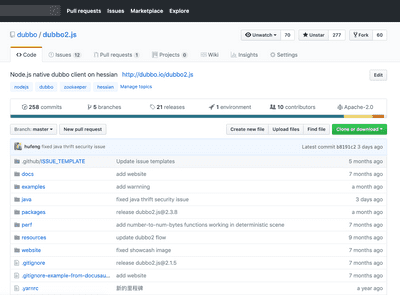 Pull requests Issues Marketplace Explore
dubbo / dubbo2.js
Unwatch 70 Unstar 277 Fork 60
Code Issues 12 Pull requests 1 Projects 0 Wiki Insights Settings
Node.js native dubbo client on hessian http://dubbo.io/dubbo2.js Edit
nodejs dubbo zookeeper hessian Manage topics
258 commits 5 branches 21 releases 1 environment 10 contributors Apache-2.0
Branch: master New pull request Create new file Upload files Find file Clone or download
hufeng fixed java thrift security issue Latest commit b8191c2 3 days ago
.github/ISSUE_TEMPLATE Update issue templates 5 months ago
docs add website 7 months ago
examples add warnning a month ago
java fixed java thrift security issue 3 days ago
packages release dubbo2.js@2.3.8 a month ago
perf add number-to-num-bytes functions working in deterministic scene 7 months ago
resources update dubbo2 flow 9 months ago
website fixed showcash image 7 months ago
.gitignore release dubbo2.js@2.1.5 7 months ago
.gitignore-example-from-docusau... add website 7 months ago
.yarnrc 新的里程碑 a year ago